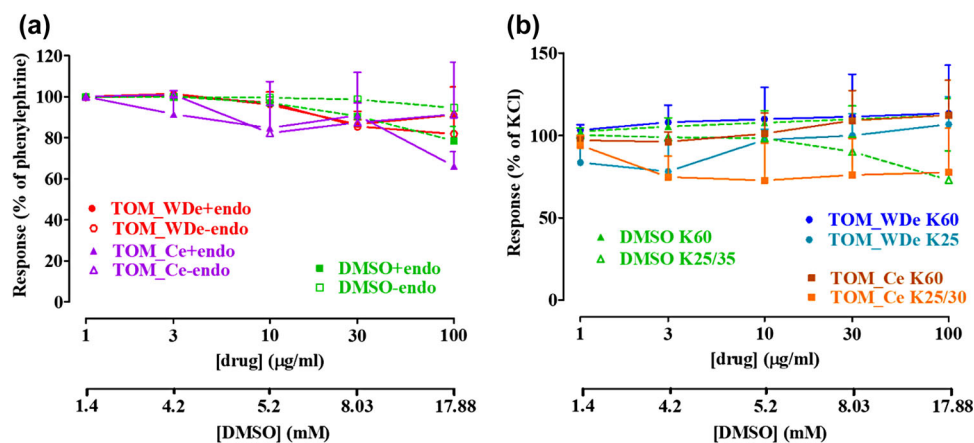 (a)
Response (% of phenylephrine)
120
100
80
60
40
20
0
TOM_WDe+endo
TOM_WDe-endo
TOM_Ce+endo
TOM_Ce-endo
DMSO+endo
DMSO-endo
1 3 10 30 100
[drug] (μg/ml)
1.4 4.2 5.2 8.03 17.88
[DMSO] (mM)
(b)
Response (% of KCl)
150
100
50
0
DMSO K60
DMSO K25/35
TOM_WDe K60
TOM_WDe K25
TOM_Ce K60
TOM_Ce K25/30
1 3 10 30 100
[drug] (μg/ml)
1.4 4.2 5.2 8.03 17.88
[DMSO] (mM)